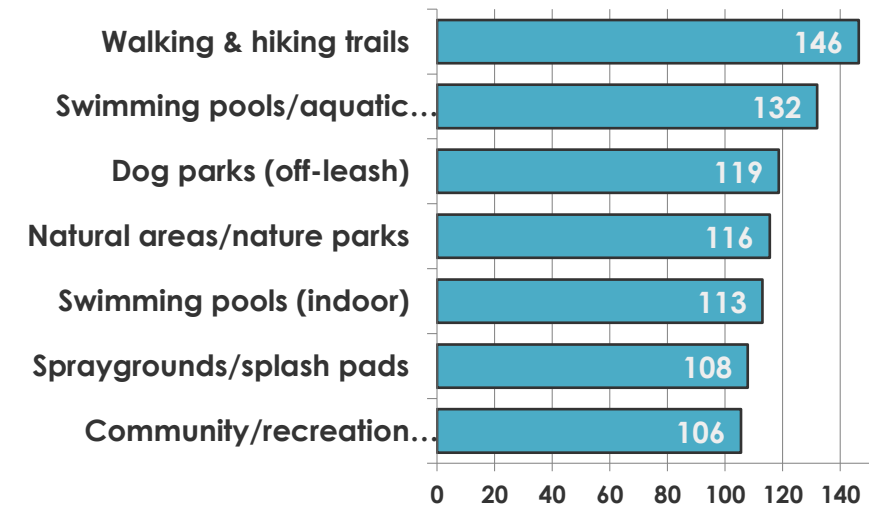 Walking & hiking trails 146
Swimming pools/aquatic... 132
Dog parks (off-leash) 119
Natural areas/nature parks 116
Swimming pools (indoor) 113
Spraygrounds/splash pads 108
Community/recreation... 106
0 20 40 60 80 100 120 140